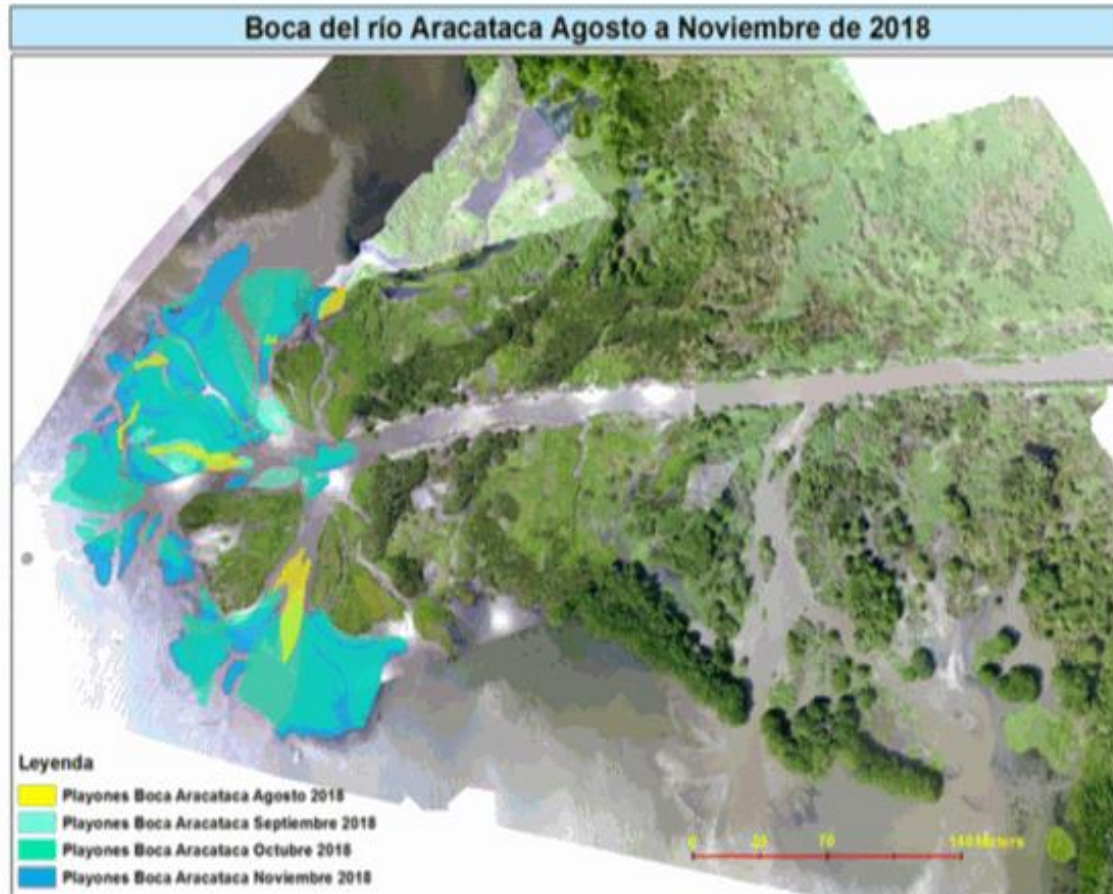 Boca del río Aracataca Agosto a Noviembre de 2018
Leyenda
Playones Boca Aracataca Agosto 2018
Playones Boca Aracataca Septiembre 2018
Playones Boca Aracataca Octubre 2018
Playones Boca Aracataca Noviembre 2018
0 70 140 Meters